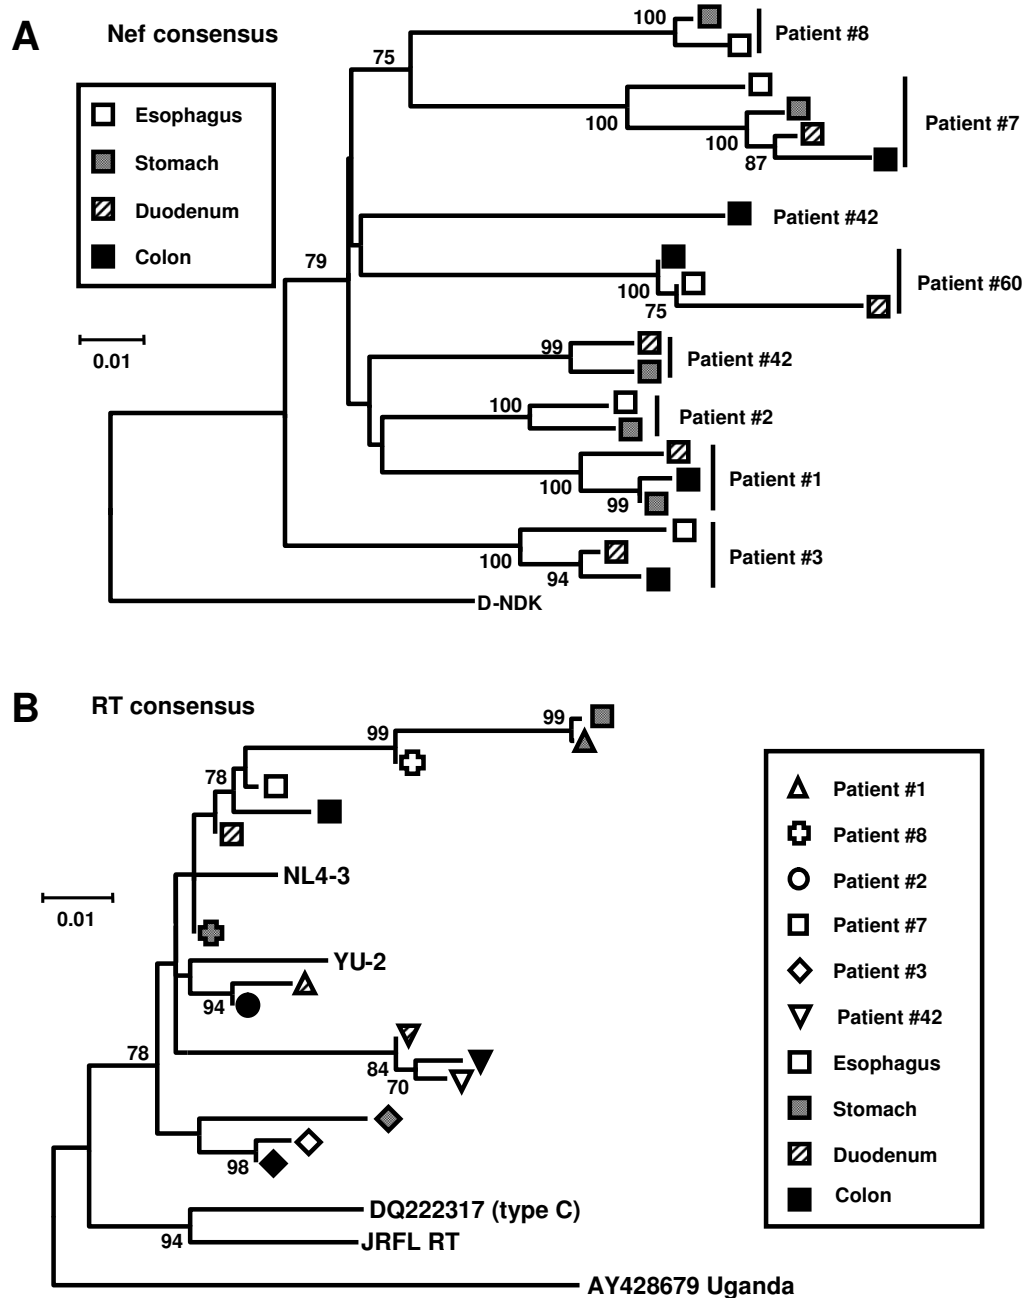 A
Nef consensus
Esophagus
Stomach
Duodenum
Colon
0.01
75
100
Patient #8
100
100
87
Patient #7
Patient #42
79
100
75
Patient #60
99
Patient #42
100
Patient #2
100
99
Patient #1
100
94
Patient #3
D-NDK
B
RT consensus
99
99
78
NL4-3
0.01
YU-2
94
78
84
70
98
DQ222317 (type C)
94
JRFL RT
AY428679 Uganda
Patient #1
Patient #8
Patient #2
Patient #7
Patient #3
Patient #42
Esophagus
Stomach
Duodenum
Colon